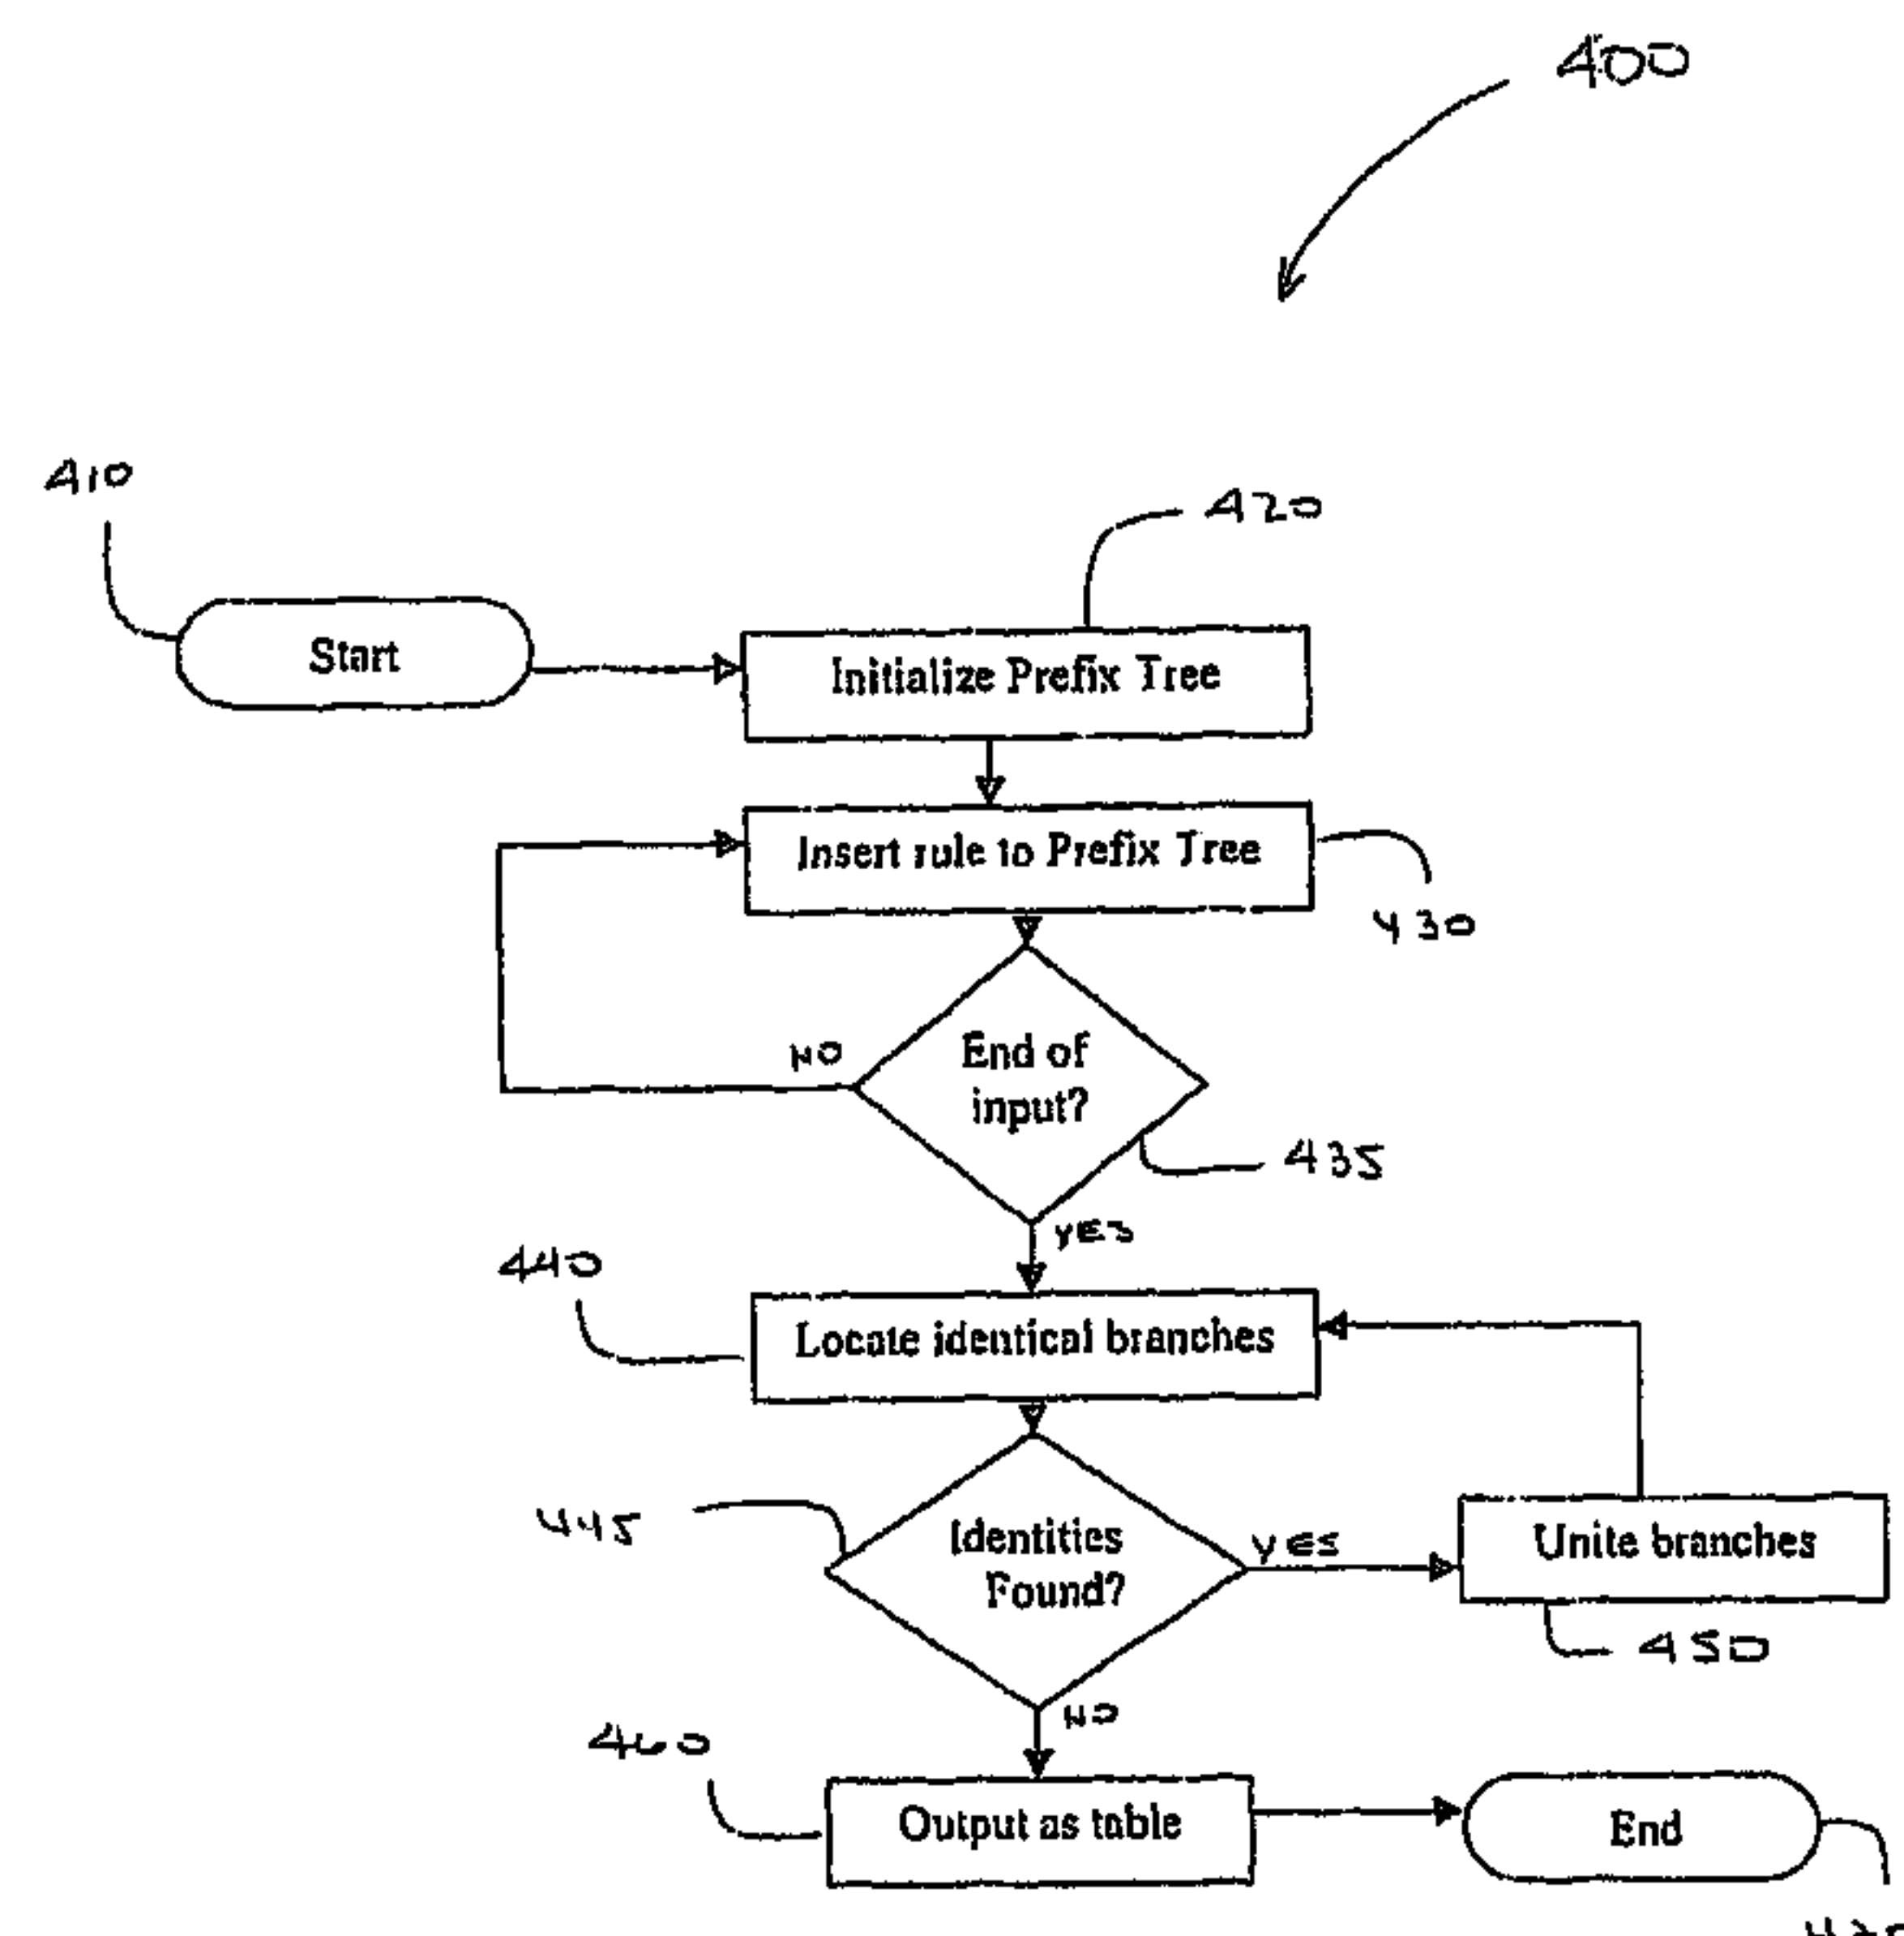 400
410
420
Start
Initialize Prefix Tree
Insert rule to Prefix Tree
430
NO
End of
input?
435
YES
440
Locate identical branches
445
Identities
Found?
YES
Unite branches
450
NO
460
Output as table
End